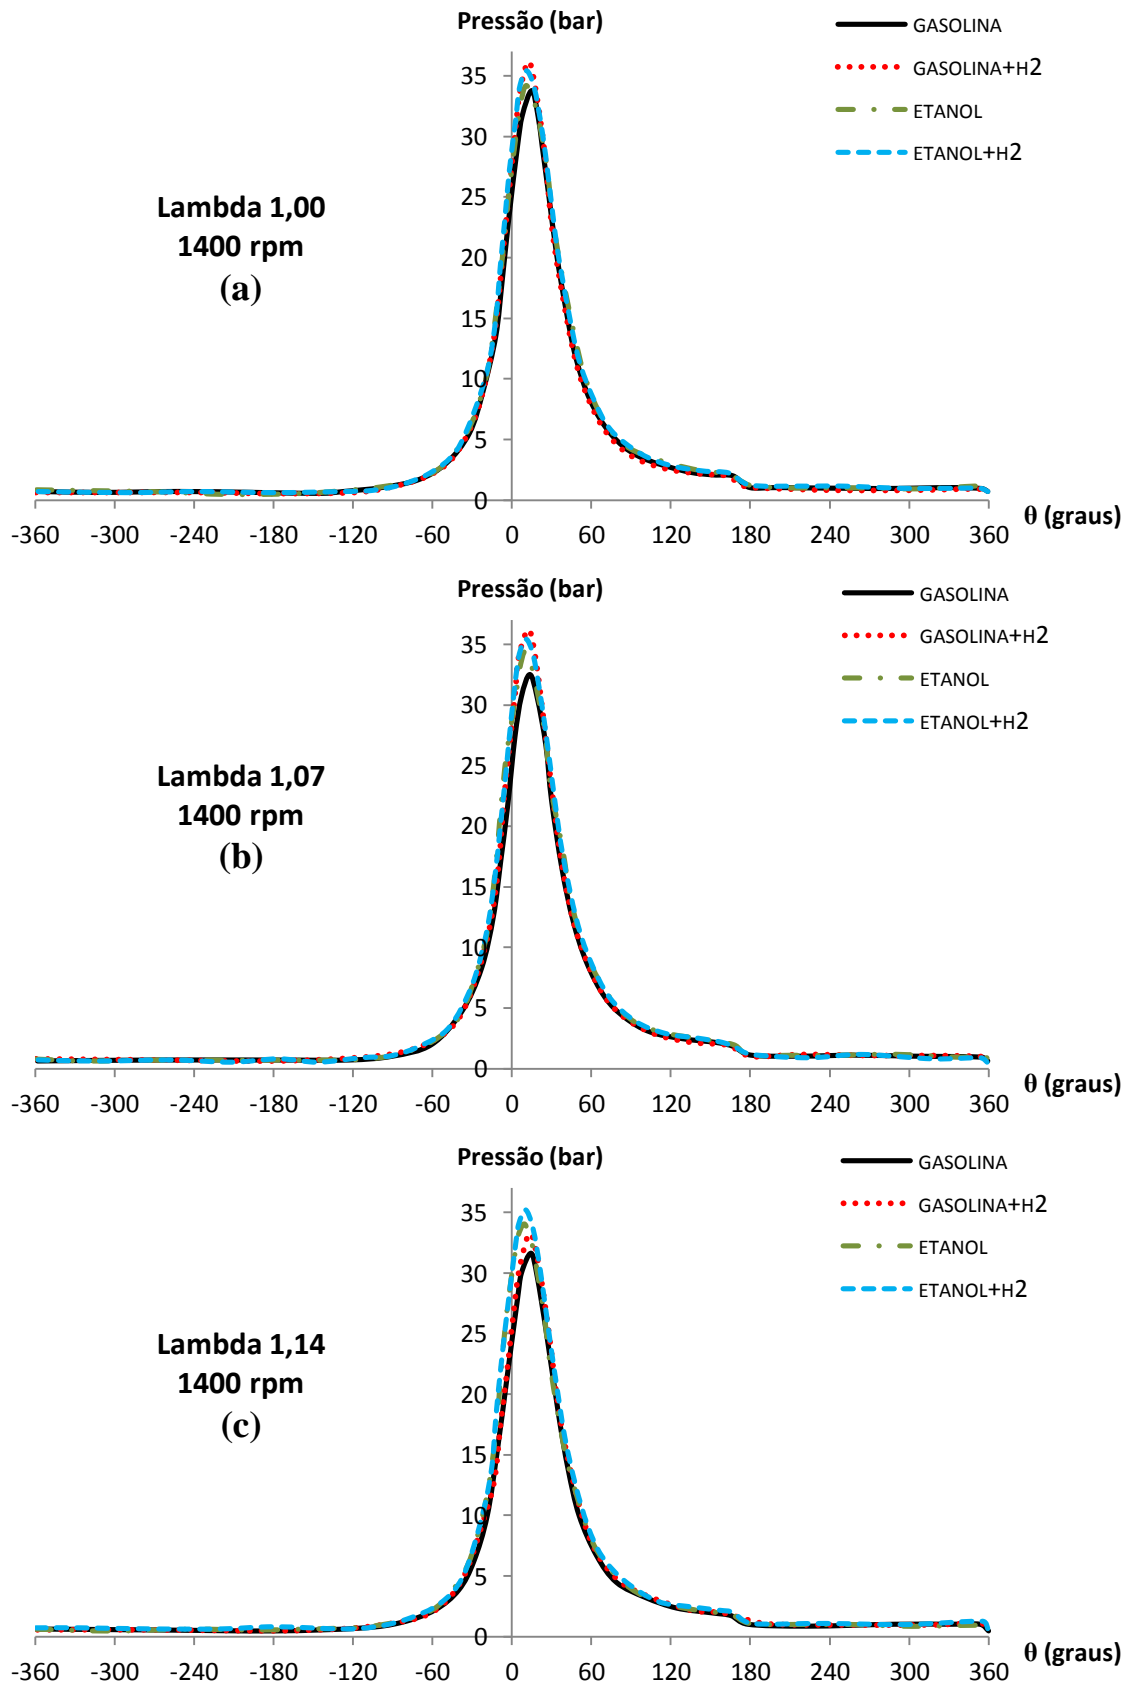 Pressão (bar)
GASOLINA
GASOLINA+H2
ETANOL
ETANOL+H2
Lambda 1,00
1400 rpm
(a)
35
30
25
20
15
10
5
0
-360 -300 -240 -180 -120 -60 0 60 120 180 240 300 360
θ (graus)
Pressão (bar)
GASOLINA
GASOLINA+H2
ETANOL
ETANOL+H2
Lambda 1,07
1400 rpm
(b)
35
30
25
20
15
10
5
0
-360 -300 -240 -180 -120 -60 0 60 120 180 240 300 360
θ (graus)
Pressão (bar)
GASOLINA
GASOLINA+H2
ETANOL
ETANOL+H2
Lambda 1,14
1400 rpm
(c)
35
30
25
20
15
10
5
0
-360 -300 -240 -180 -120 -60 0 60 120 180 240 300 360
θ (graus)